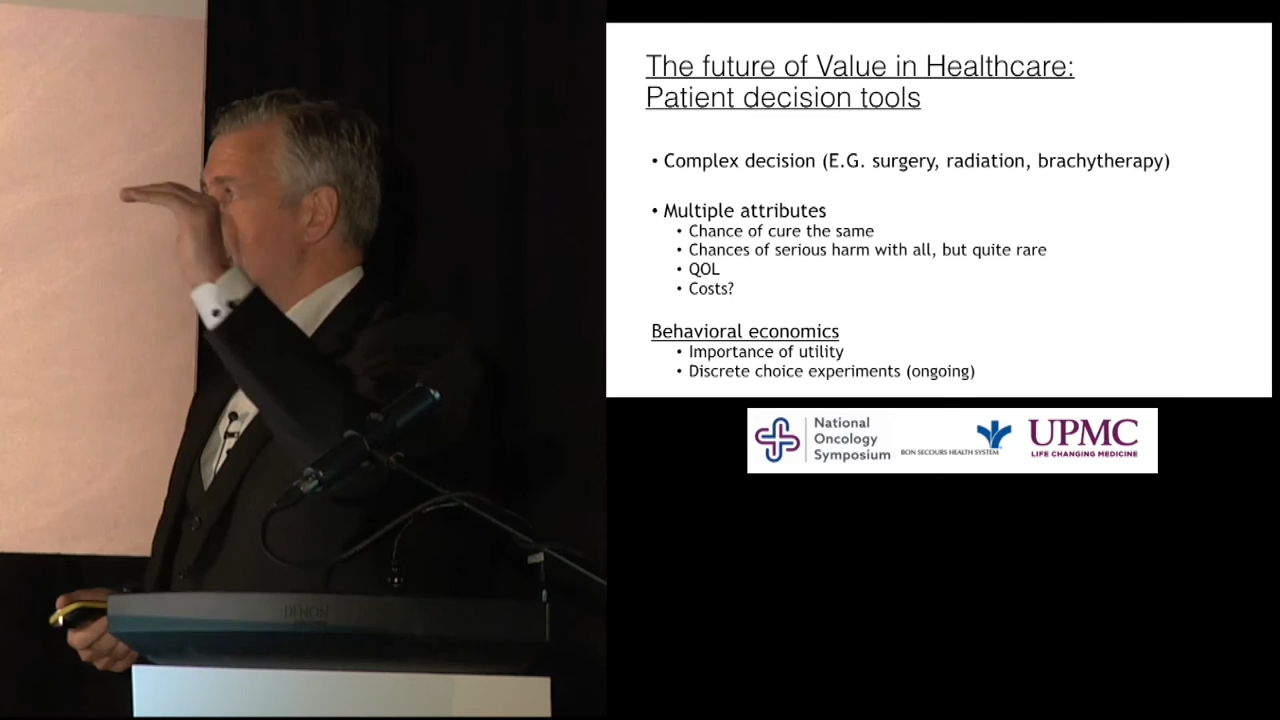 The future of Value in Healthcare:
Patient decision tools
• Complex decision (E.G. surgery, radiation, brachytherapy)
• Multiple attributes
• Chance of cure the same
• Chances of serious harm with all, but quite rare
• QOL
• Costs?
Behavioral economics
• Importance of utility
• Discrete choice experiments (ongoing)
National
Oncology
Symposium
BON SECOURS HEALTH SYSTEM
UPMC
LIFE CHANGING MEDICINE
DENON